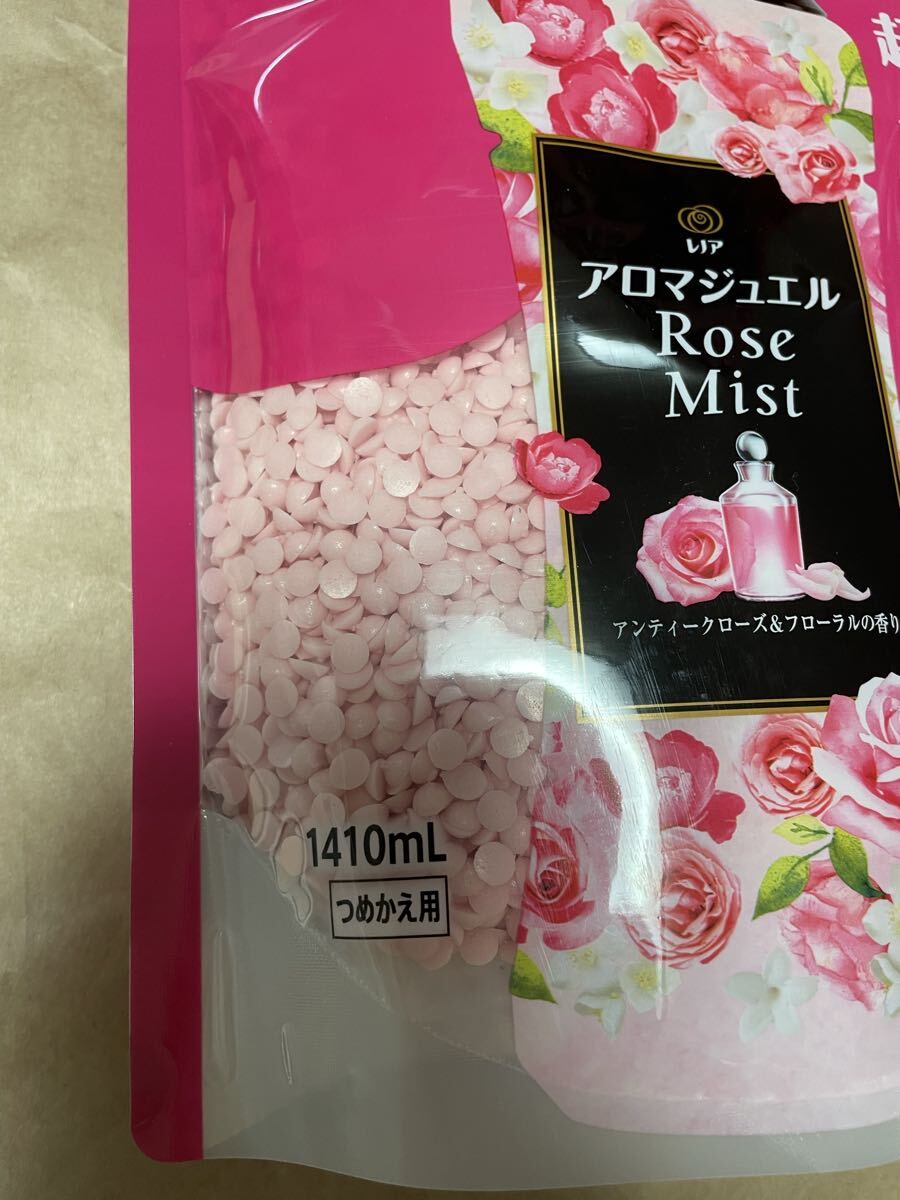 超
レノア
アロマジュエル
Rose
Mist
アンティークローズ&フローラルの香り
1410mL
つめかえ用